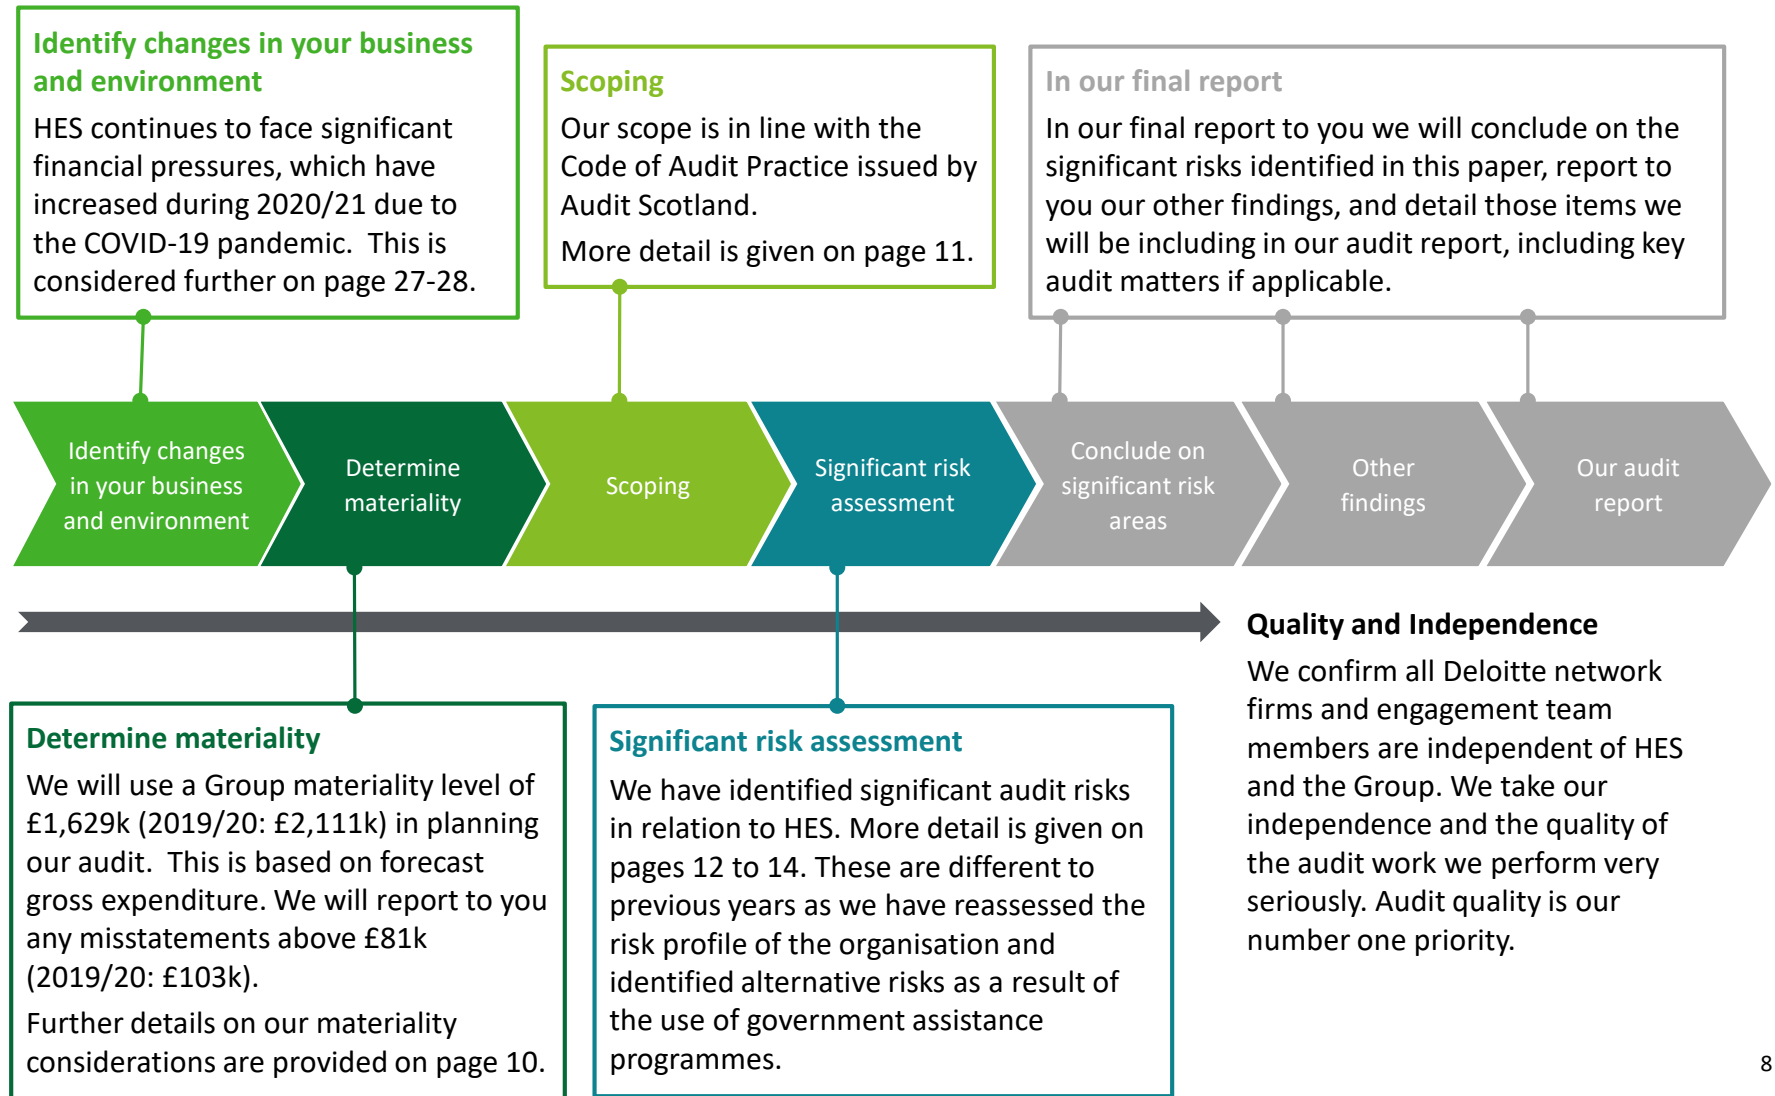 Identify changes in your business
and environment
HES continues to face significant
financial pressures, which have
increased during 2020/21 due to
the COVID-19 pandemic.  This is
considered further on page 27-28.
Scoping
Our scope is in line with the
Code of Audit Practice issued by
Audit Scotland.
More detail is given on page 11.
In our final report
In our final report to you we will conclude on the
significant risks identified in this paper, report to
you our other findings, and detail those items we
will be including in our audit report, including key
audit matters if applicable.
Identify changes
in your business
and environment
Determine
materiality
Scoping
Significant risk
assessment
Conclude on
significant risk
areas
Other
findings
Our audit
report
Determine materiality
We will use a Group materiality level of
£1,629k (2019/20: £2,111k) in planning
our audit.  This is based on forecast
gross expenditure. We will report to you
any misstatements above £81k
(2019/20: £103k).
Further details on our materiality
considerations are provided on page 10.
Significant risk assessment
We have identified significant audit risks
in relation to HES. More detail is given on
pages 12 to 14. These are different to
previous years as we have reassessed the
risk profile of the organisation and
identified alternative risks as a result of
the use of government assistance
programmes.
Quality and Independence
We confirm all Deloitte network
firms and engagement team
members are independent of HES
and the Group. We take our
independence and the quality of
the audit work we perform very
seriously. Audit quality is our
number one priority.
8